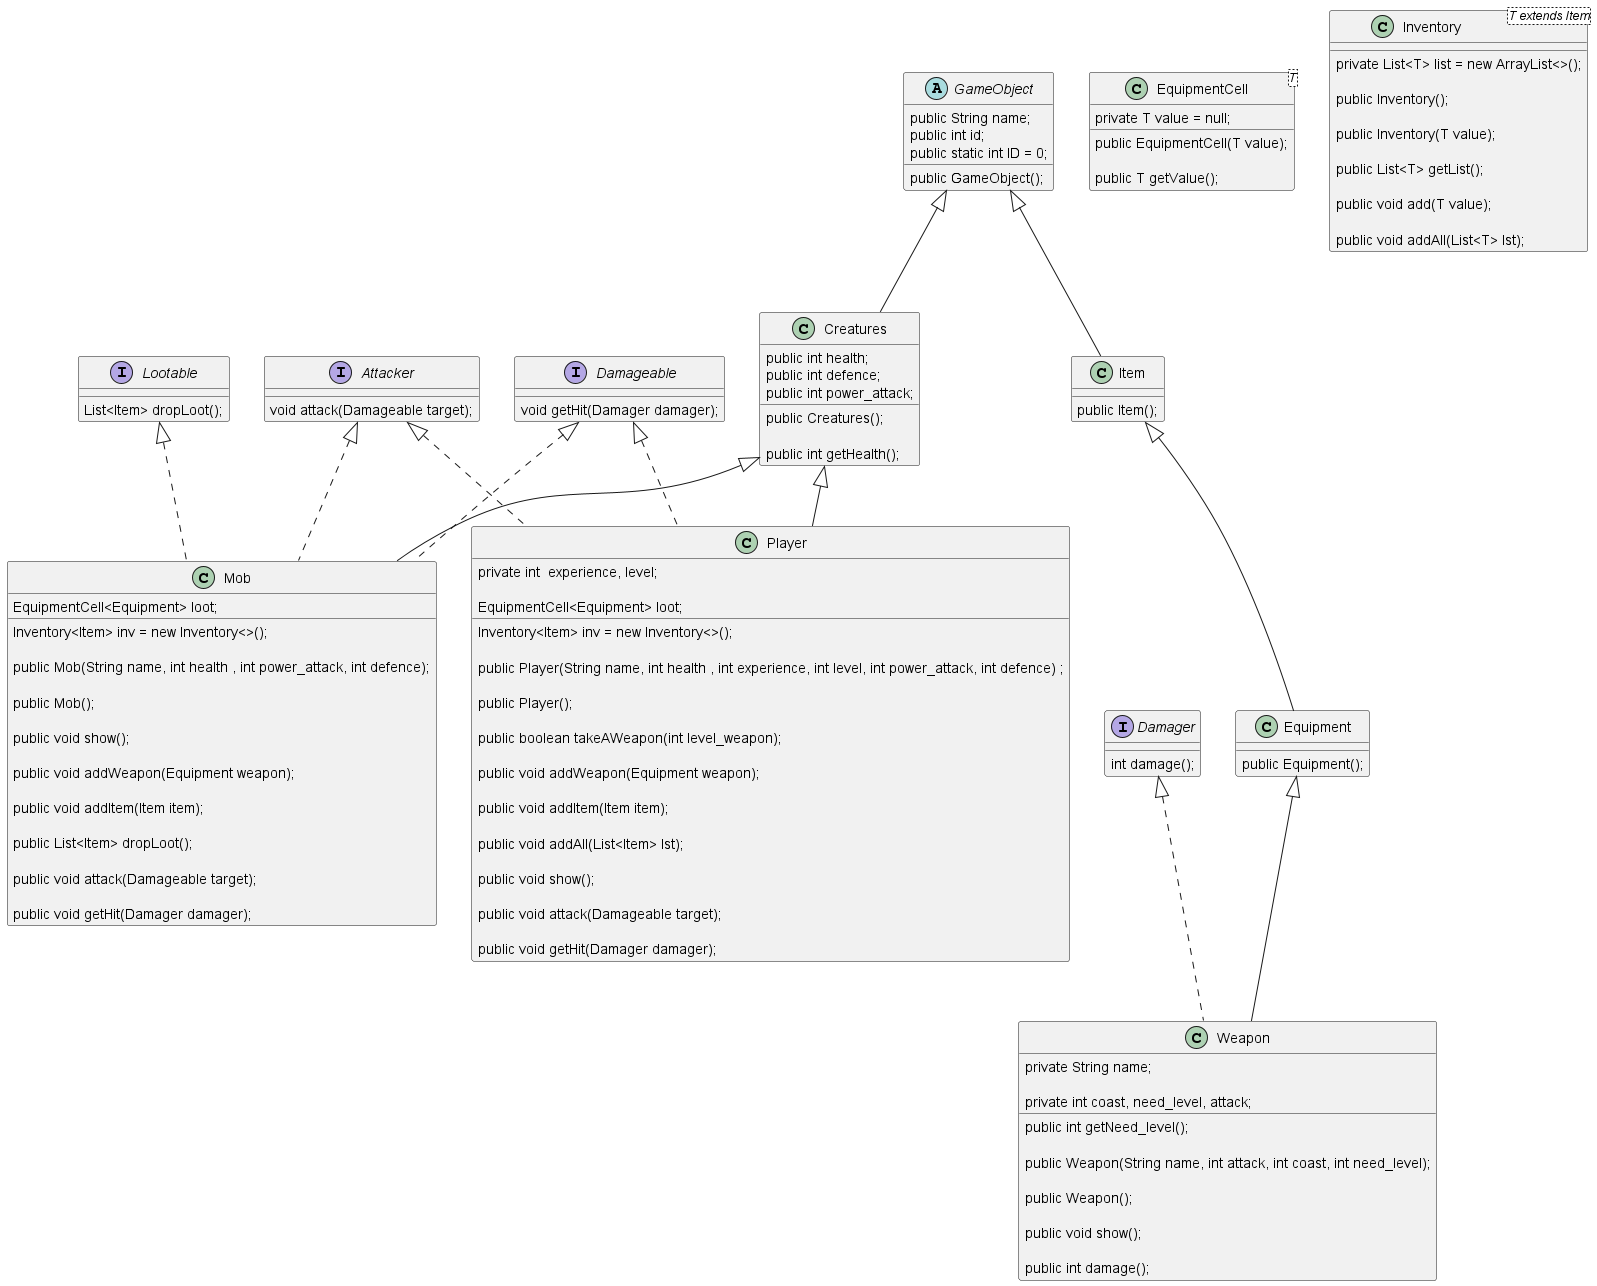 T extends Item
C Inventory
private List<T> list = new ArrayList<>();
public Inventory();
public Inventory(T value);
public List<T> getList();
public void add(T value);
public void addAll(List<T> lst);
A GameObject
public String name;
public int id;
public static int ID = 0;
public GameObject();
T
C EquipmentCell
private T value = null;
public EquipmentCell(T value);
public T getValue();
I Lootable
List<Item> dropLoot();
I Attacker
void attack(Damageable target);
I Damageable
void getHit(Damager damager);
C Creatures
public int health;
public int defence;
public int power_attack;
public Creatures();
public int getHealth();
C Item
public Item();
C Mob
EquipmentCell<Equipment> loot;
Inventory<Item> inv = new Inventory<>();
public Mob(String name, int health , int power_attack, int defence);
public Mob();
public void show();
public void addWeapon(Equipment weapon);
public void addItem(Item item);
public List<Item> dropLoot();
public void attack(Damageable target);
public void getHit(Damager damager);
C Player
private int  experience, level;
EquipmentCell<Equipment> loot;
Inventory<Item> inv = new Inventory<>();
public Player(String name, int health , int experience, int level, int power_attack, int defence) ;
public Player();
public boolean takeAWeapon(int level_weapon);
public void addWeapon(Equipment weapon);
public void addItem(Item item);
public void addAll(List<Item> lst);
public void show();
public void attack(Damageable target);
public void getHit(Damager damager);
I Damager
int damage();
C Equipment
public Equipment();
C Weapon
private String name;
private int coast, need_level, attack;
public int getNeed_level();
public Weapon(String name, int attack, int coast, int need_level);
public Weapon();
public void show();
public int damage();